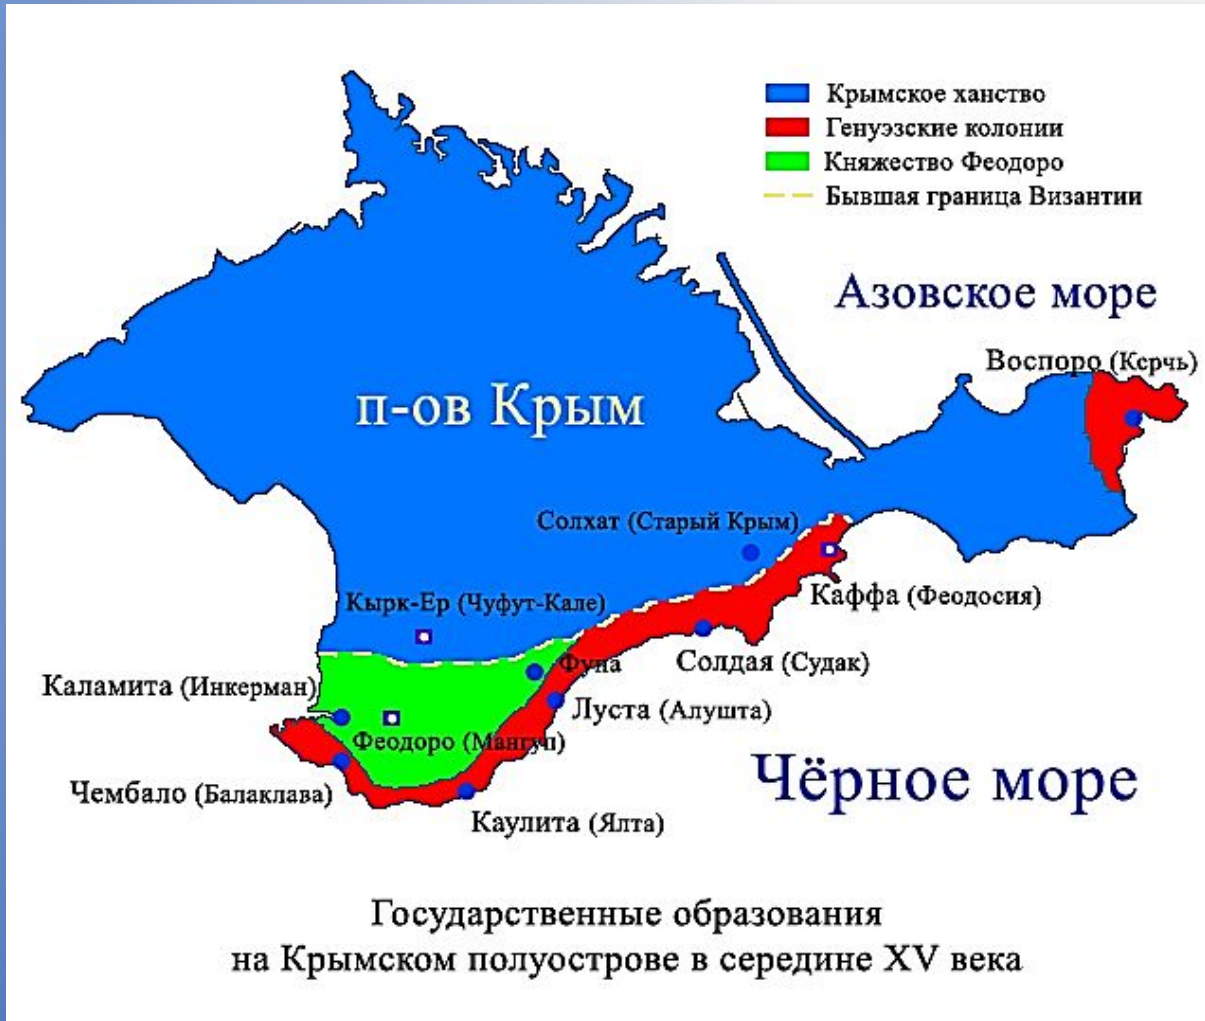 Крымское ханство
Генуэзские колонии
Княжество Феодоро
Бывшая граница Византии
Азовское море
Воспоро (Керчь)
п-ов Крым
Солхат (Старый Крым)
Каффа (Феодосия)
Кырк-Ер (Чуфут-Кале)
Фуна
Солдая (Судак)
Каламита (Инкерман)
Луста (Алушта)
Феодоро (Мангуп)
Чёрное море
Чембало (Балаклава)
Каулита (Ялта)
Государственные образования
на Крымском полуострове в середине XV века